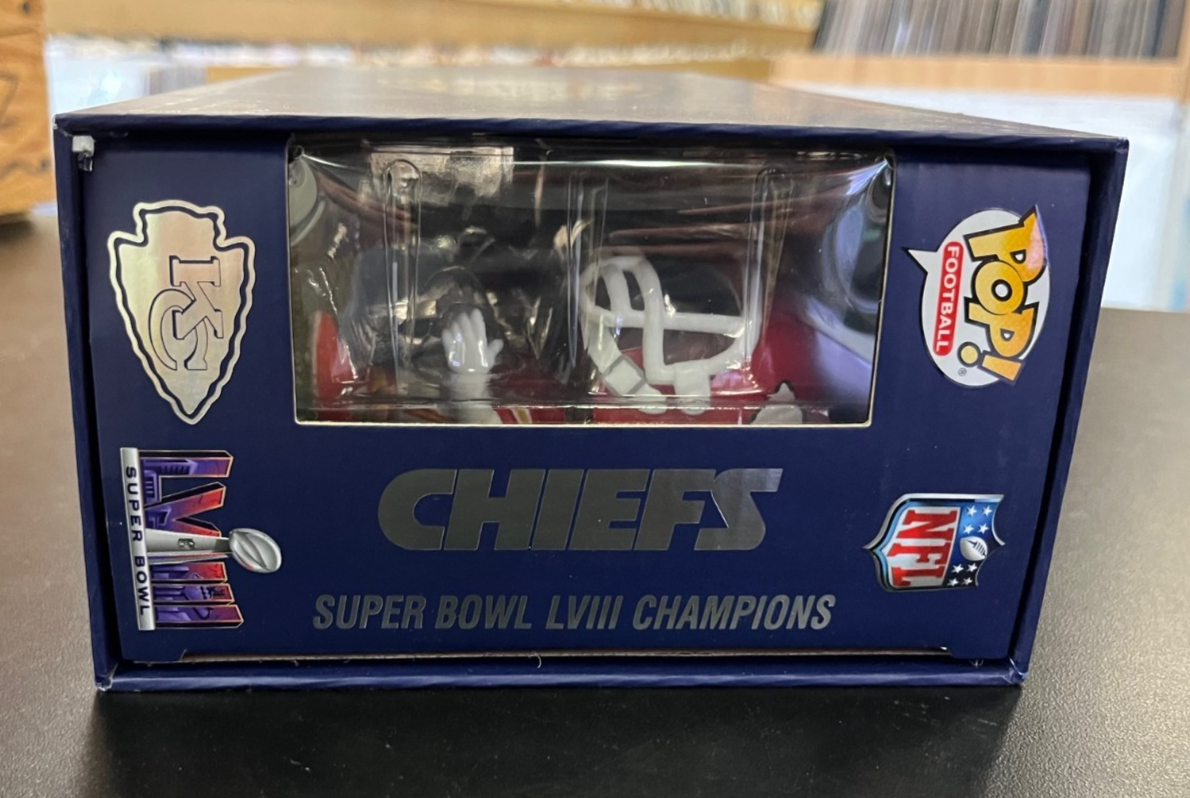 KC
POP!
FOOTBALL
®
LVIII
SUPER BOWL
CHIEFS
NFL
SUPER BOWL LVIII CHAMPIONS